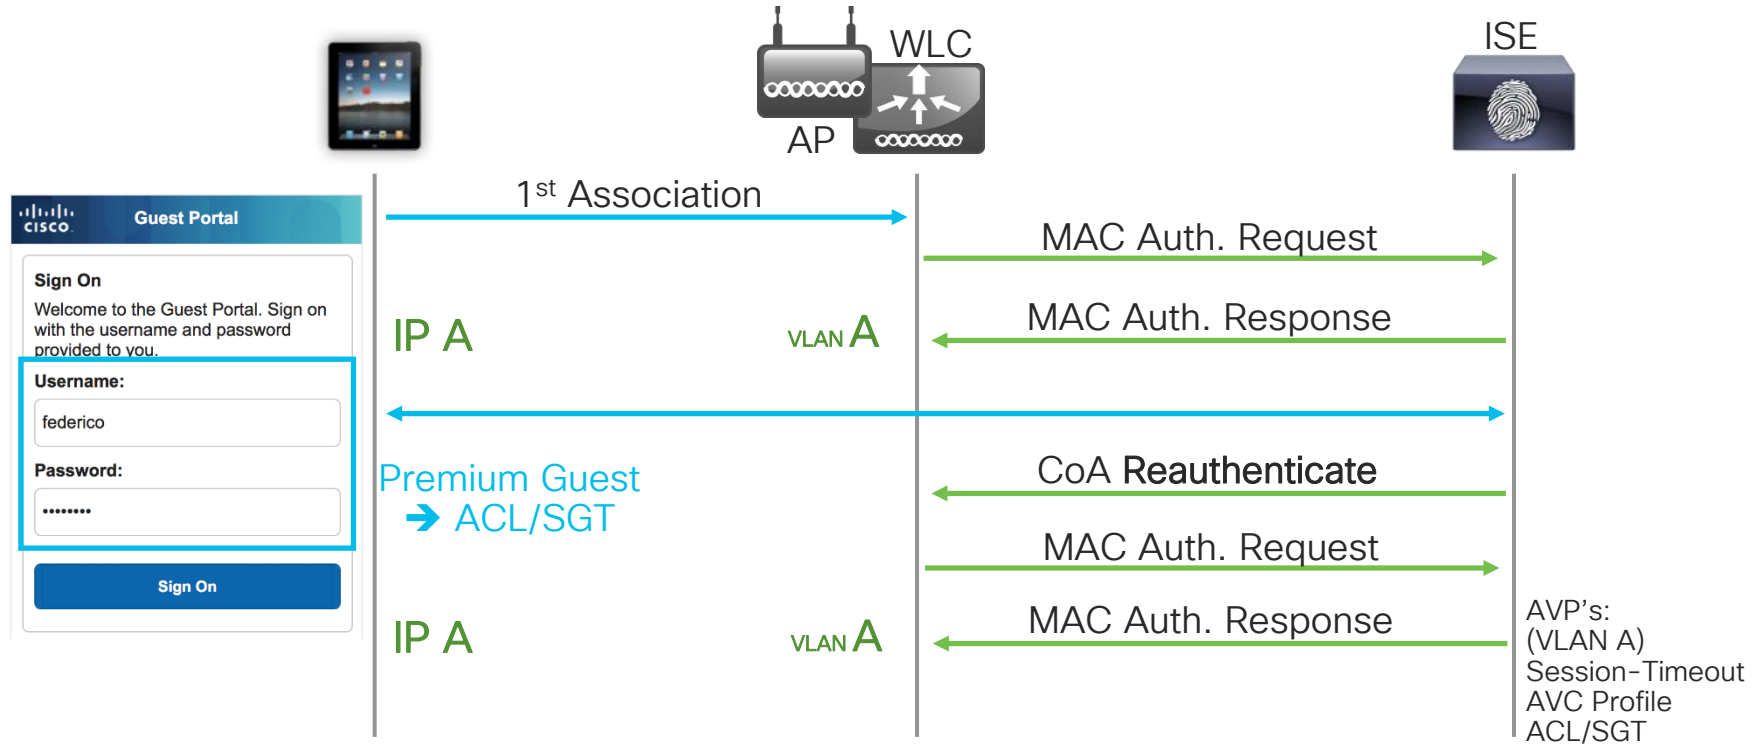 WLC
ISE
AP
1st Association
CISCO
Guest Portal
MAC Auth. Request
Sign On
Welcome to the Guest Portal. Sign on
with the username and password
provided to you.
IP A
VLAN A
MAC Auth. Response
Username:
federico
Password:
••••••••
Premium Guest
➔ ACL/SGT
CoA Reauthenticate
MAC Auth. Request
Sign On
IP A
VLAN A
MAC Auth. Response
AVP's:
(VLAN A)
Session-Timeout
AVC Profile
ACL/SGT